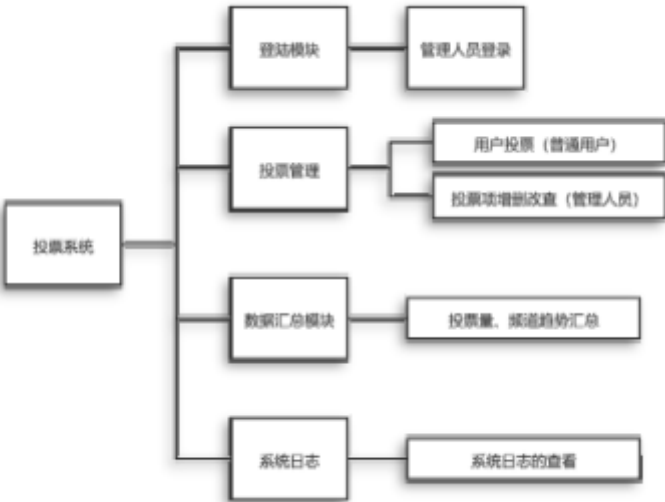 登陆模块
管理人员登录
投票管理
用户投票（普通用户）
投票项增删改查（管理人员）
投票系统
数据汇总模块
投票量、频道趋势汇总
系统日志
系统日志的查看